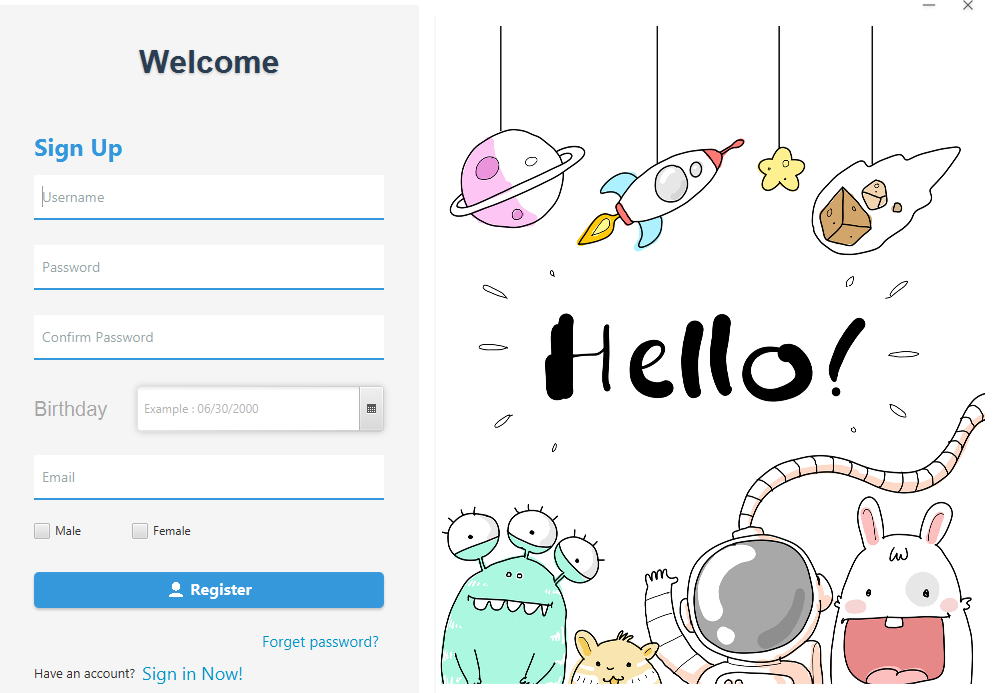 Welcome
Sign Up
Username
Password
Confirm Password
Birthday Example : 06/30/2000
Email
Male Female
Register
Forget password?
Have an account? Sign in Now!
Hello!